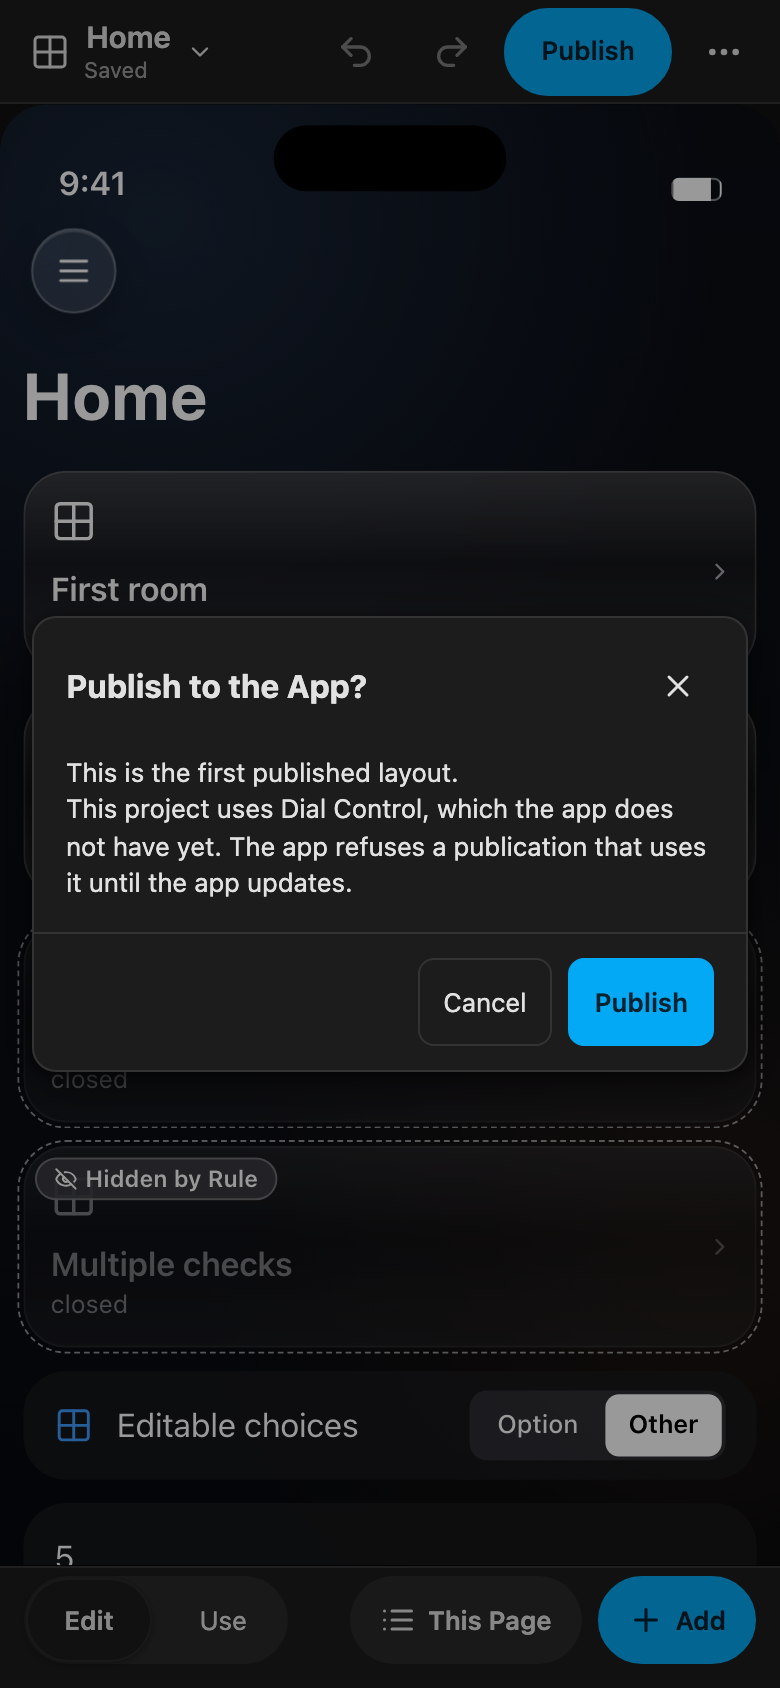 Home
Saved
Publish
9:41
Home
First room
Publish to the App?
This is the first published layout.
This project uses Dial Control, which the app does
not have yet. The app refuses a publication that uses
it until the app updates.
Cancel
Publish
closed
Hidden by Rule
Multiple checks
closed
Editable choices
Option
Other
5
Edit
Use
This Page
Add